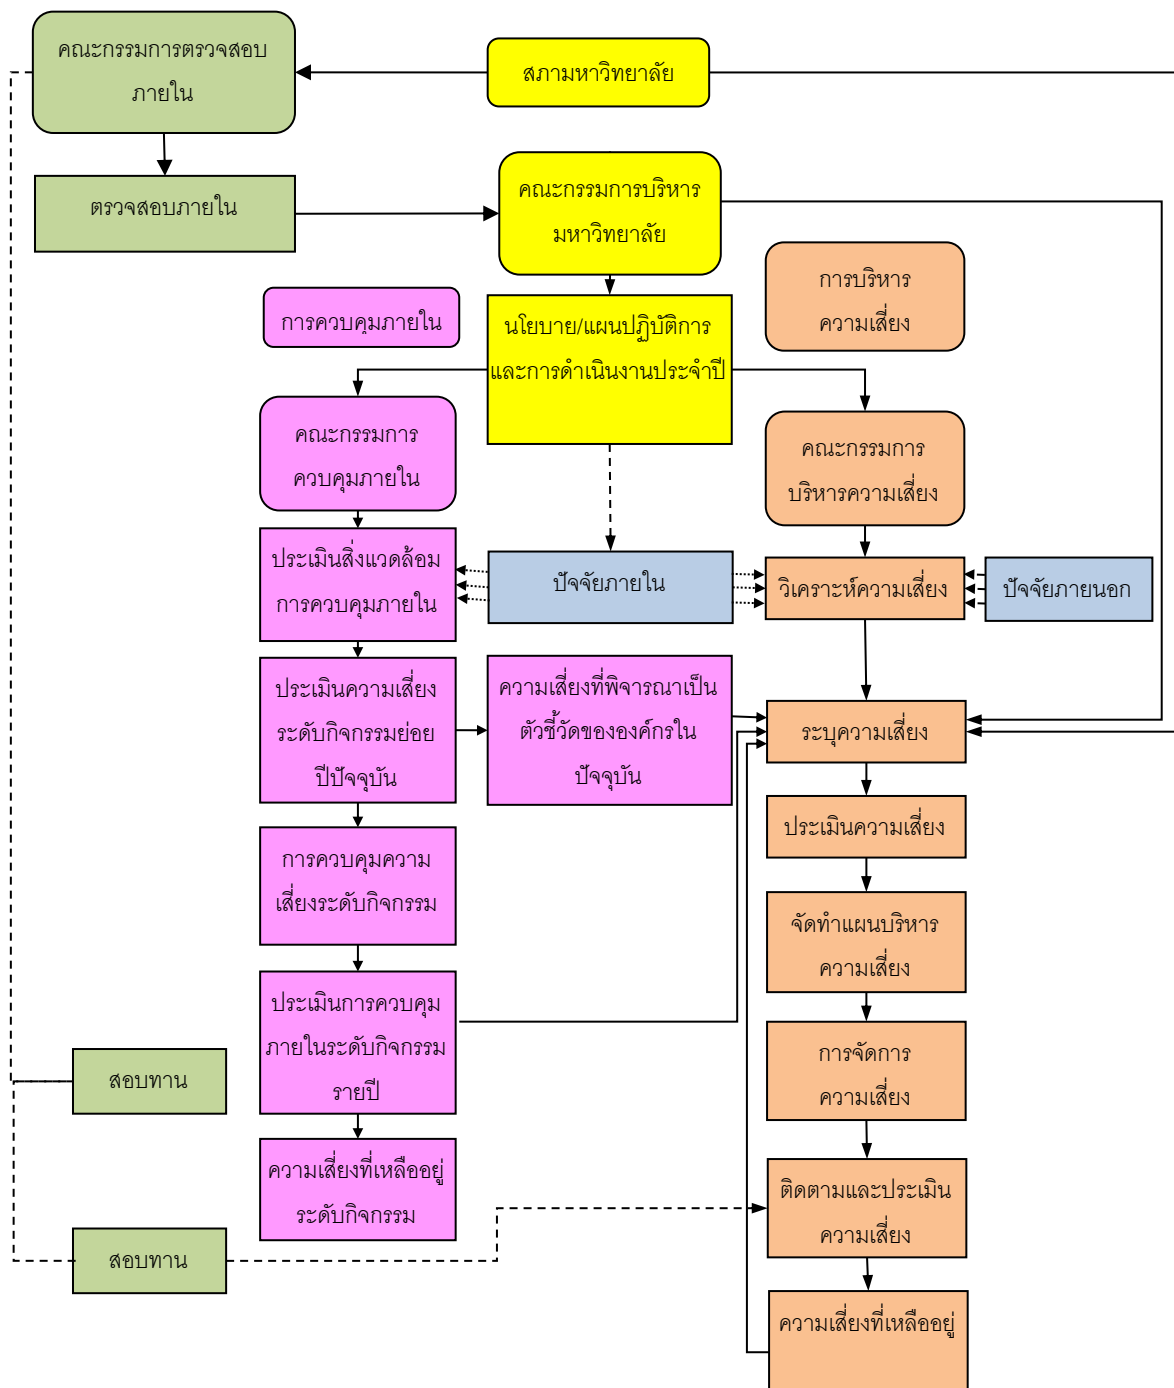 คณะกรรมการตรวจสอบ
ภายใน
สภามหาวิทยาลัย
ตรวจสอบภายใน
คณะกรรมการบริหาร
มหาวิทยาลัย
การบริหาร
ความเสี่ยง
การควบคุมภายใน
นโยบาย/แผนปฏิบัติการ
และการดำเนินงานประจำปี
คณะกรรมการ
ควบคุมภายใน
คณะกรรมการ
บริหารความเสี่ยง
ประเมินสิ่งแวดล้อม
การควบคุมภายใน
ปัจจัยภายใน
วิเคราะห์ความเสี่ยง
ปัจจัยภายนอก
ประเมินความเสี่ยง
ระดับกิจกรรมย่อย
ปีปัจจุบัน
ความเสี่ยงที่พิจารณาเป็น
ตัวชี้วัดขององค์กรใน
ปัจจุบัน
ระบุความเสี่ยง
ประเมินความเสี่ยง
การควบคุมความ
เสี่ยงระดับกิจกรรม
จัดทำแผนบริหาร
ความเสี่ยง
ประเมินการควบคุม
ภายในระดับกิจกรรม
รายปี
การจัดการ
ความเสี่ยง
สอบทาน
ความเสี่ยงที่เหลืออยู่
ระดับกิจกรรม
ติดตามและประเมิน
ความเสี่ยง
สอบทาน
ความเสี่ยงที่เหลืออยู่